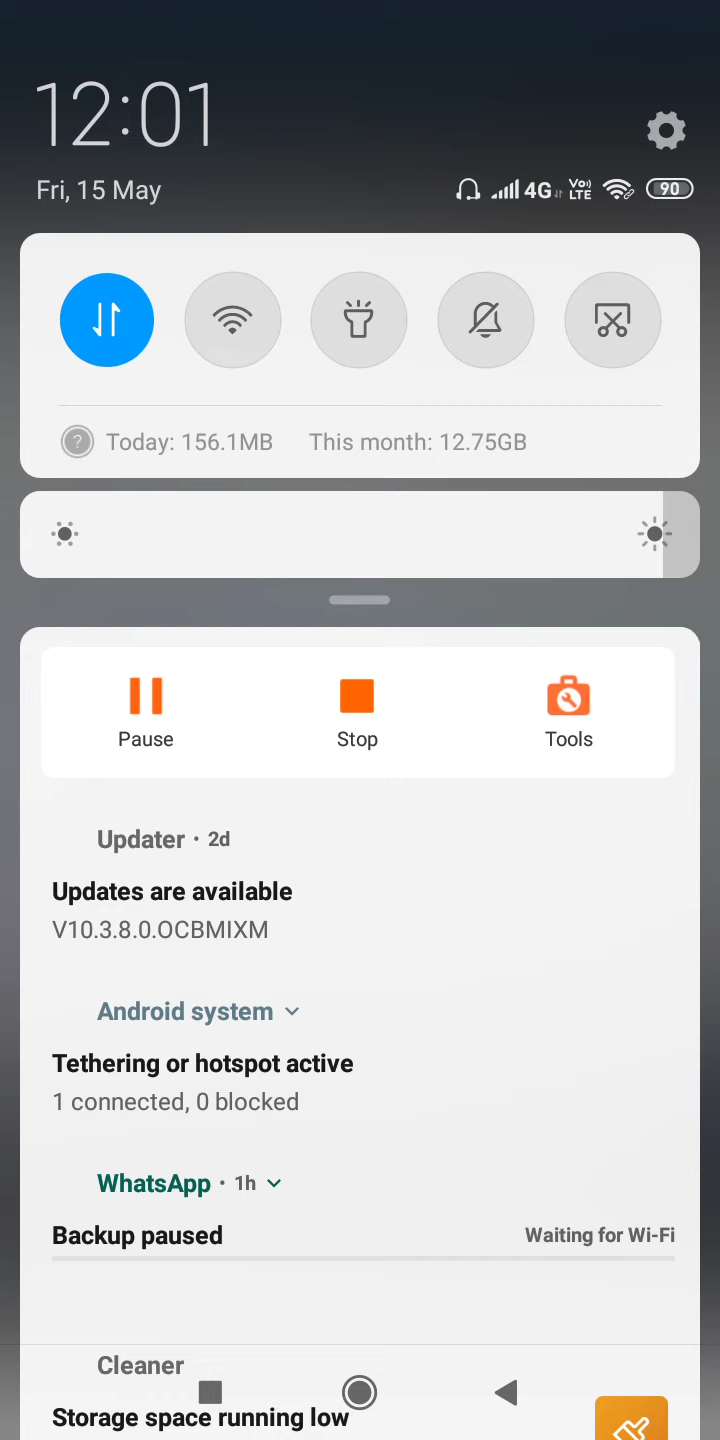 12:01
Fri, 15 May
4G Vo)) LTE 90
Today: 156.1MB This month: 12.75GB
Pause Stop Tools
Updater · 2d
Updates are available
V10.3.8.0.OCBMIXM
Android system
Tethering or hotspot active
1 connected, 0 blocked
WhatsApp · 1h
Backup paused Waiting for Wi-Fi
Cleaner
Storage space running low